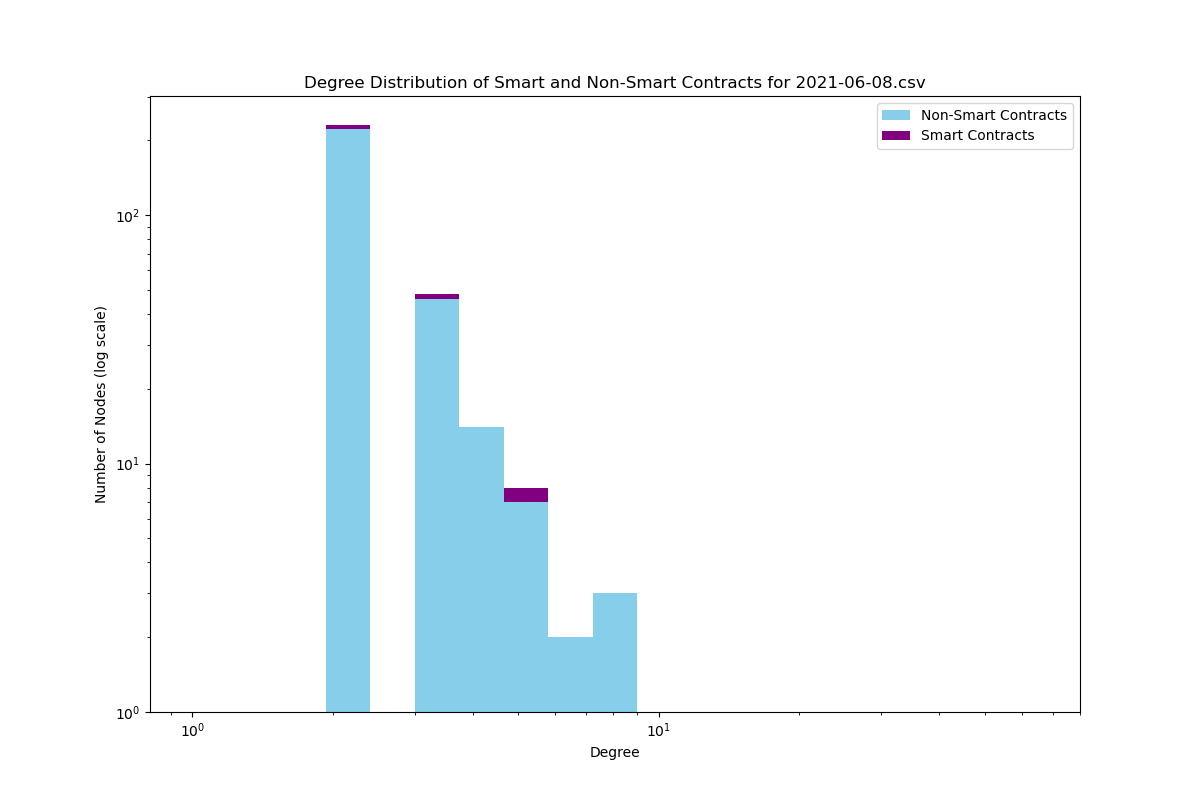 Degree Distribution of Smart and Non-Smart Contracts for 2021-06-08.csv
Non-Smart Contracts
Smart Contracts
Number of Nodes (log scale)
10²
10¹
10⁰
10⁰ 10¹
Degree